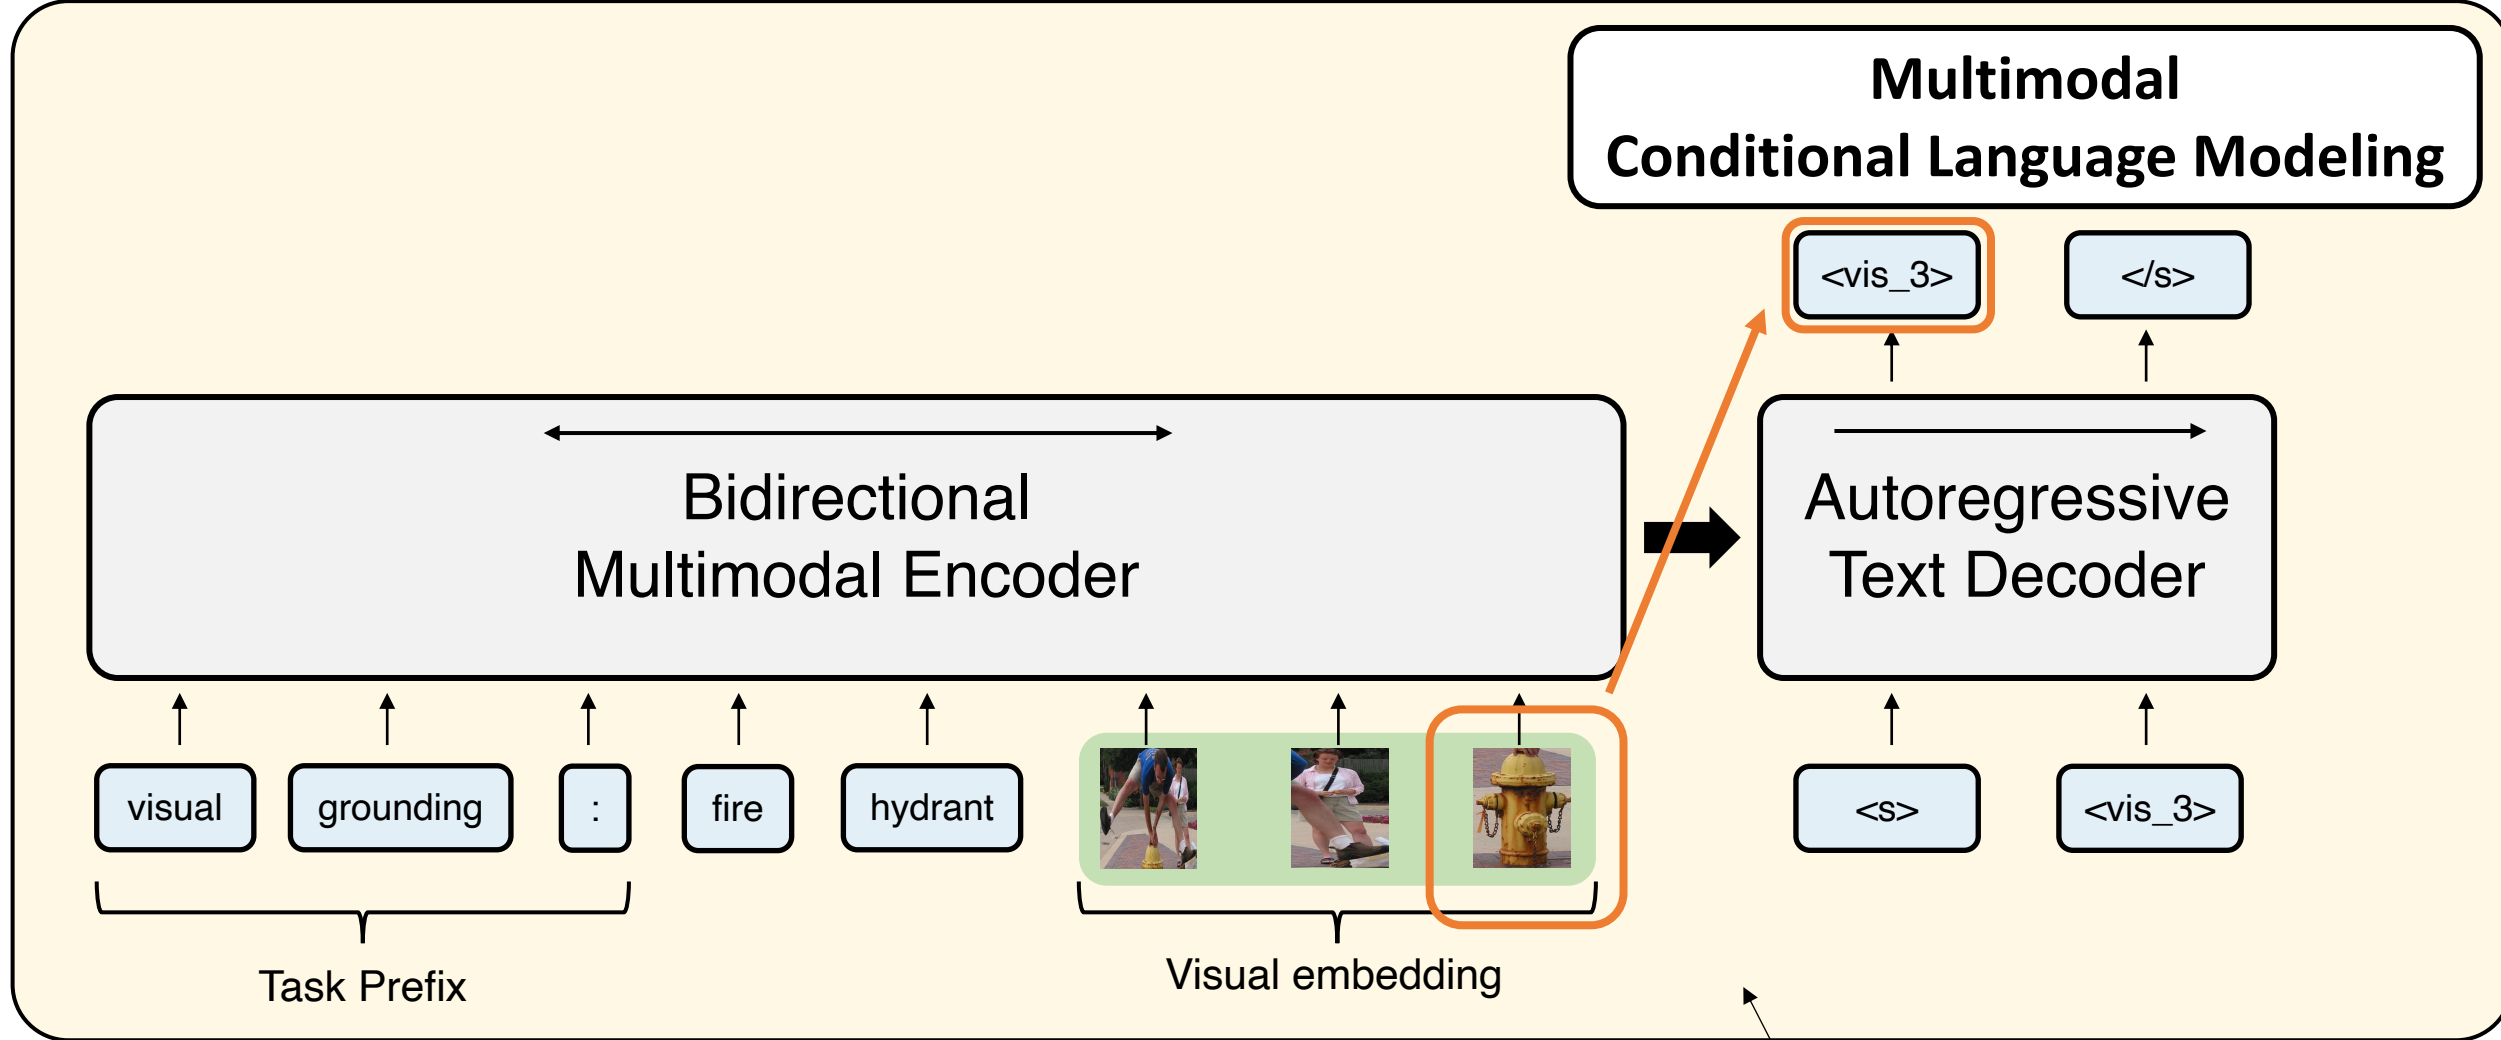 Multimodal
Conditional Language Modeling
<vis_3>
</s>
Bidirectional
Multimodal Encoder
Autoregressive
Text Decoder
visual
grounding
:
fire
hydrant
<s>
<vis_3>
Task Prefix
Visual embedding